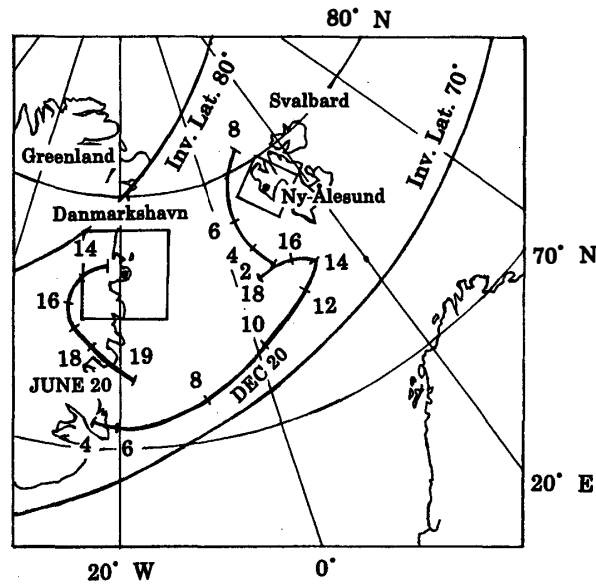 80° N
Inv. Lat. 80°
Svalbard
Inv. Lat. 70°
8
Greenland
Ny-Ålesund
Danmarkshavn
6
14
4
16
70° N
2
14
16
18
12
10
18
19
JUNE 20
8
DEC 20
4
6
20° E
20° W
0°